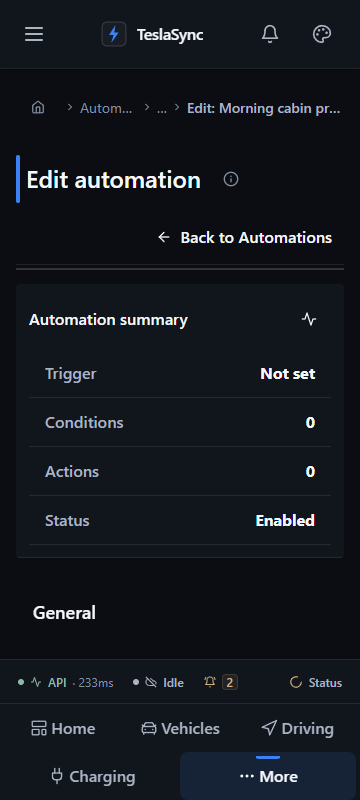 TeslaSync
Autom... > ... > Edit: Morning cabin pr...
Edit automation
← Back to Automations
Automation summary
Trigger Not set
Conditions 0
Actions 0
Status Enabled
General
API · 233ms Idle 2 Status
Home Vehicles Driving
Charging ··· More